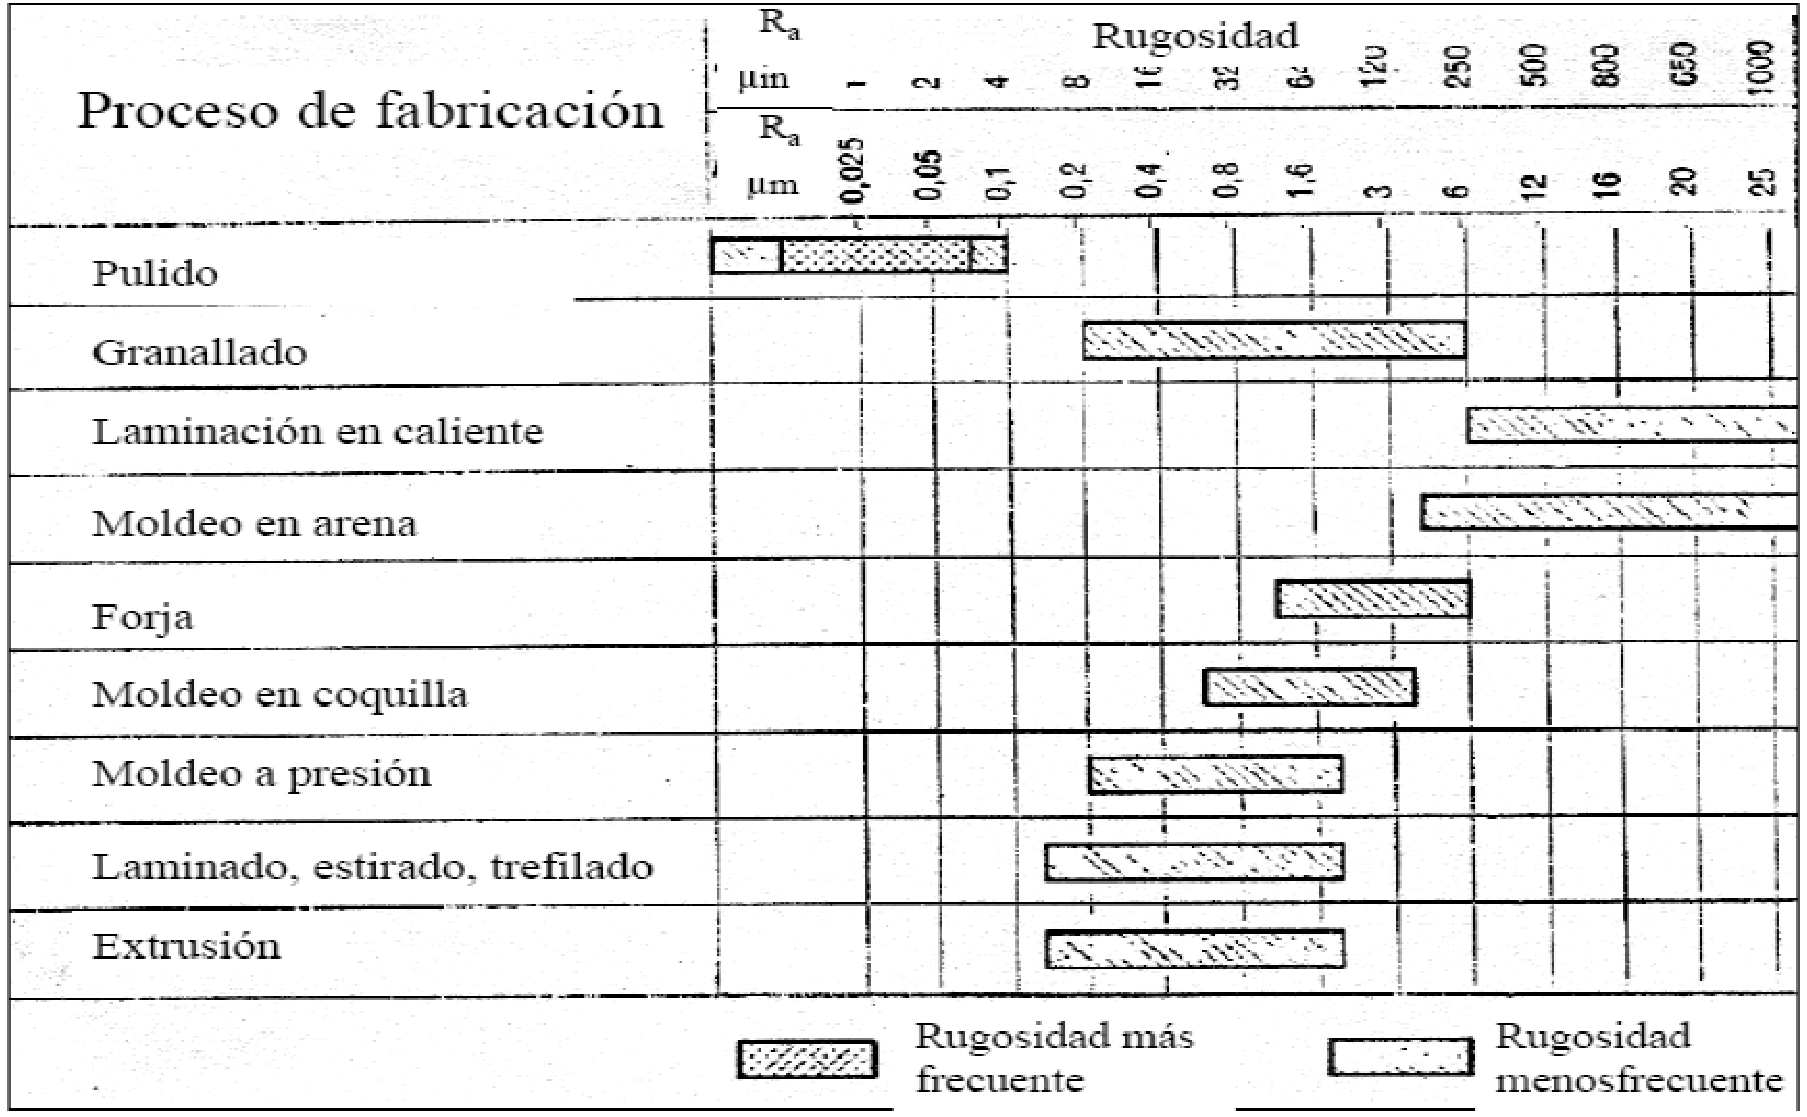 Proceso de fabricación
R_a Rugosidad
µin 1 2 4 8 16 32 64 120 250 500 800 650 1000
R_a
µm 0,025 0,05 0,1 0,2 0,4 0,8 1,6 3 6 12 16 20 25
Pulido
Granallado
Laminación en caliente
Moldeo en arena
Forja
Moldeo en coquilla
Moldeo a presión
Laminado, estirado, trefilado
Extrusión
Rugosidad más
frecuente
Rugosidad
menosfrecuente